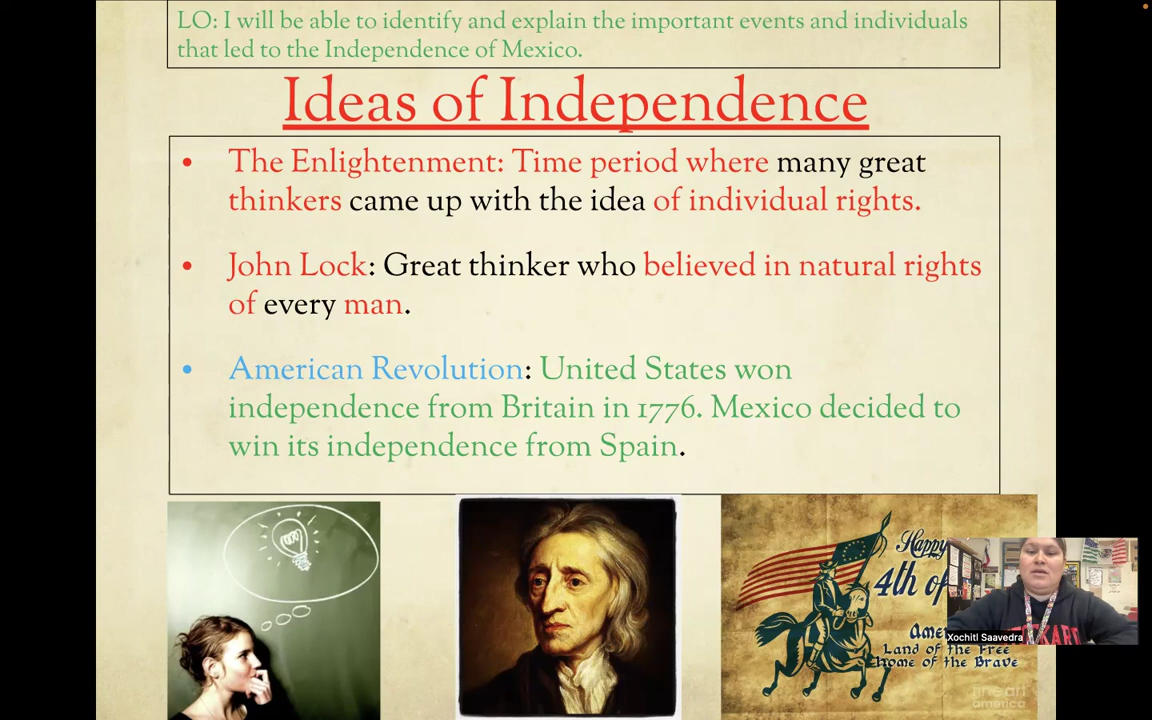 LO: I will be able to identify and explain the important events and individuals
that led to the Independence of Mexico.
Ideas of Independence
• The Enlightenment: Time period where many great
thinkers came up with the idea of individual rights.
• John Lock: Great thinker who believed in natural rights
of every man.
• American Revolution: United States won
independence from Britain in 1776. Mexico decided to
win its independence from Spain.
Happy
4th of
Ame
Land of the Free
Home of the Brave
fine art
america
Xochitl Saavedra